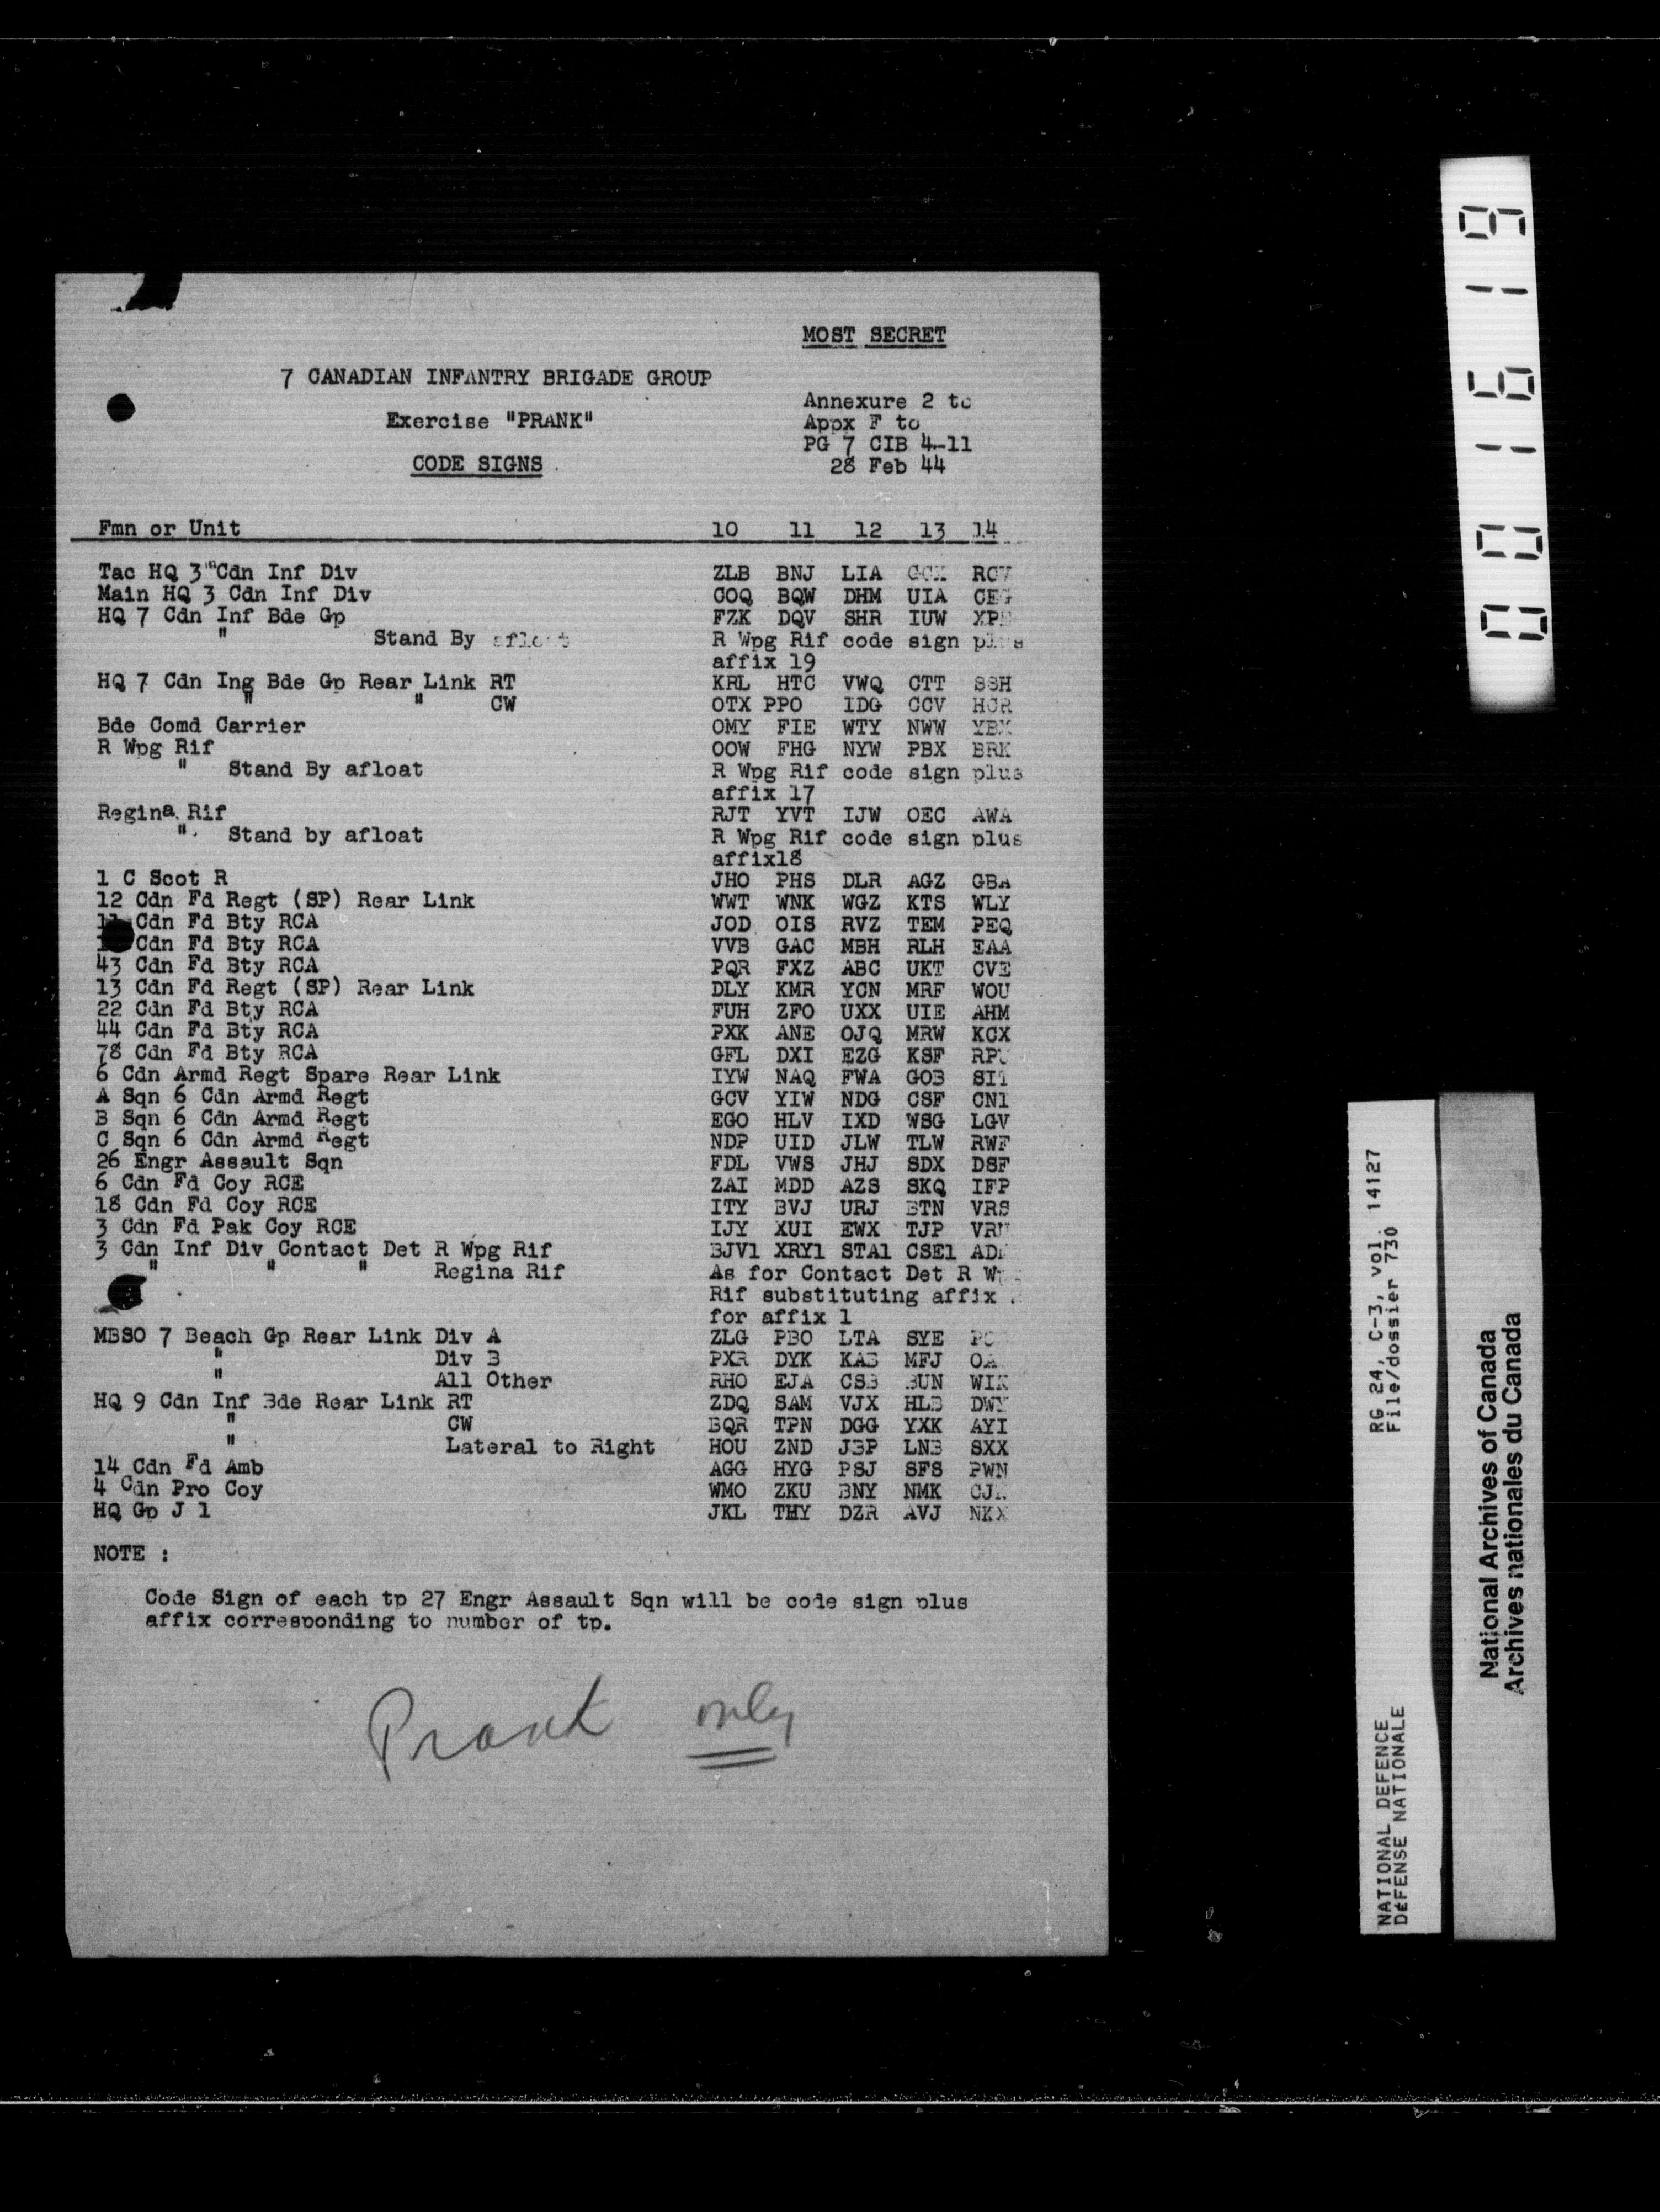 MOST SECRET
7 CANADIAN INFANTRY BRIGADE GROUP
Annexure 2 to
Exercise "PRANK"
Appx F to
PG 7 CIB 4-11
CODE SIGNS
28 Feb 44
Fmn or Unit 10 11 12 13 14
Tac HQ 3 Cdn Inf Div ZLB BNJ LIA
Main HQ 3 Cdn Inf Div COQ BQW DHM UIA
HQ 7 Cdn Inf Bde Gp FZK DQV SHR IUW
" Stand By afloat R Wpg Rif code sign plus
affix 19
HQ 7 Cdn Ing Bde Gp Rear Link RT KRL HTC VWQ CTT SSH
" " CW OTX PPO IDG CCV HCR
Bde Comd Carrier OMY FIE WTY NWW YBX
R Wpg Rif OOW FHG NYW PBX BRK
" Stand By afloat R Wpg Rif code sign plus
affix 17
Regina Rif RJT YVT IJW OEC AWA
" Stand by afloat R Wpg Rif code sign plus
affix18
1 C Scot R JHO PHS DLR AGZ GBA
12 Cdn Fd Regt (SP) Rear Link WWT WNK WGZ KTS WLY
11 Cdn Fd Bty RCA JOD OIS RVZ TEM PEQ
Cdn Fd Bty RCA VVB GAC MBH RLH EAA
43 Cdn Fd Bty RCA PQR FXZ ABC UKT CVE
13 Cdn Fd Regt (SP) Rear Link DLY KMR YCN MRF WOU
22 Cdn Fd Bty RCA FUH ZFO UXX UIE AHM
44 Cdn Fd Bty RCA PXK ANE OJQ MRW KCX
78 Cdn Fd Bty RCA GFL DXI EZG KSF
6 Cdn Armd Regt Spare Rear Link IYW NAQ FWA GOB
A Sqn 6 Cdn Armd Regt GCV YIW NDG CSF
B Sqn 6 Cdn Armd Regt EGO HLV IXD WSG LGV
C Sqn 6 Cdn Armd Regt NDP UID JLW TLW RWF
26 Engr Assault Sqn FDL VWS JHJ SDX DSF
6 Cdn Fd Coy RCE ZAI MDD AZS SKQ IFP
18 Cdn Fd Coy RCE ITY BVJ URJ BTN VRS
3 Cdn Fd Pak Coy RCE IJY XUI EWX TJP
3 Cdn Inf Div Contact Det R Wpg Rif BJV1 XRY1 STA1 CSE1
" " " Regina Rif As for Contact Det R
Rif substituting affix
for affix 1
MBSO 7 Beach Gp Rear Link Div A ZLG PBO LTA SYE
" Div B PXR DYK KAB MFJ
" All Other RHO EJA CSB BUN WIK
HQ 9 Cdn Inf Bde Rear Link RT ZDQ SAM VJX HLB
" CW BQR TPN DGG YXK AYI
" Lateral to Right HOU ZND JBP LNB SXX
14 Cdn Fd Amb AGG HYG PSJ SFS PWN
4 Cdn Pro Coy WMO ZKU BNY NMK
HQ Gp J 1 JKL THY DZR AVJ NKX
NOTE :
Code Sign of each tp 27 Engr Assault Sqn will be code sign plus
affix corresponding to number of tp.
Prank only
001619
RG 24, C-3, vol. 14127
File/dossier 730
NATIONAL DEFENCE
DÉFENSE NATIONALE
National Archives of Canada
Archives nationales du Canada